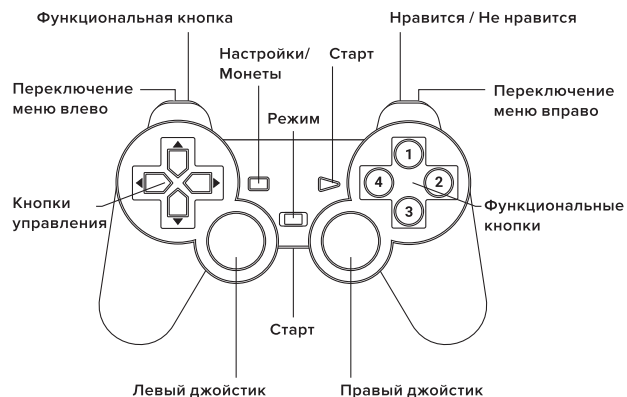 Функциональная кнопка
Нравится / Не нравится
Настройки/
Монеты
Старт
Переключение
меню влево
Переключение
меню вправо
Режим
1
4
2
3
Кнопки
управления
Функциональные
кнопки
Старт
Левый джойстик
Правый джойстик